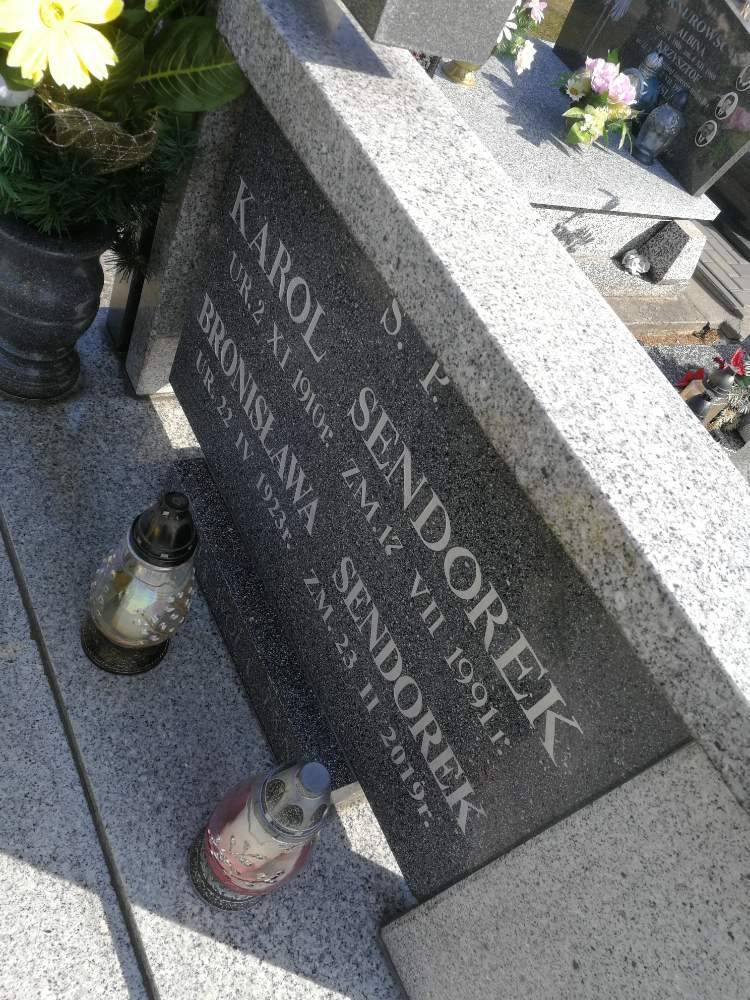 Ś. P.
KAROL SENDOREK
UR. 2 XI 1910r. ZM. 12 VII 1991r.
BRONISŁAWA SENDOREK
UR. 22 IV 1923r. ZM. 23 II 2019r.
ALBINA